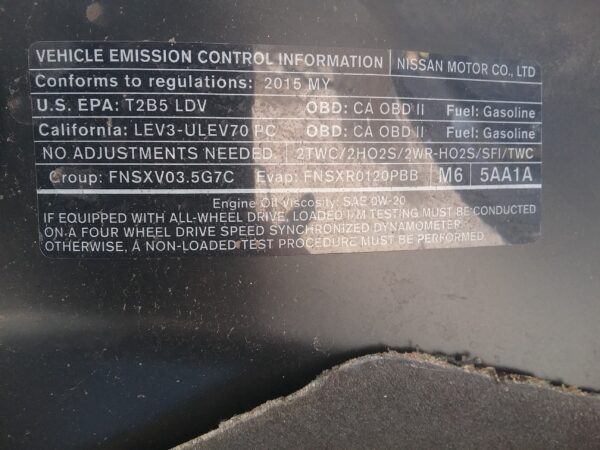 VEHICLE EMISSION CONTROL INFORMATION NISSAN MOTOR CO., LTD
Conforms to regulations: 2015 MY
U.S. EPA: T2B5 LDV OBD: CA OBD II Fuel: Gasoline
California: LEV3-ULEV70 PC OBD: CA OBD II Fuel: Gasoline
NO ADJUSTMENTS NEEDED 2TWC/2HO2S/2WR-HO2S/SFI/TWC
Group: FNSXV03.5G7C Evap: FNSXR0120PBB M6 5AA1A
Engine Oil Viscosity: SAE 0W-20
IF EQUIPPED WITH ALL-WHEEL DRIVE, LOADED I-M TESTING MUST BE CONDUCTED
ON A FOUR WHEEL DRIVE SPEED SYNCHRONIZED DYNAMOMETER.
OTHERWISE, A NON-LOADED TEST PROCEDURE MUST BE PERFORMED.